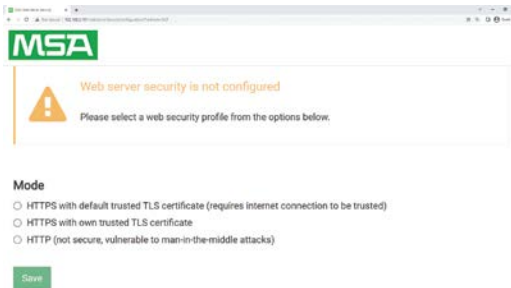 MSA
Web server security is not configured
Please select a web security profile from the options below.
Mode
HTTPS with default trusted TLS certificate (requires internet connection to be trusted)
HTTPS with own trusted TLS certificate
HTTP (not secure, vulnerable to man-in-the-middle attacks)
Save